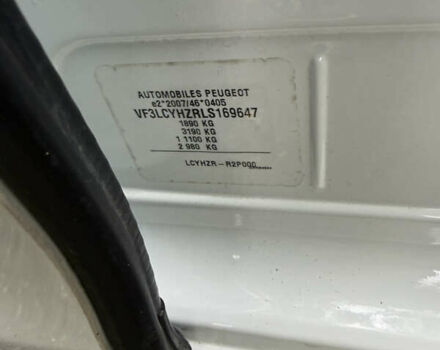 AUTOMOBILES PEUGEOT
e2*2007/46*0405
VF3LCYHZRLS169647
1890 KG
3190 KG
1 1100 KG
2 980 KG
LCYHZR-R2P000